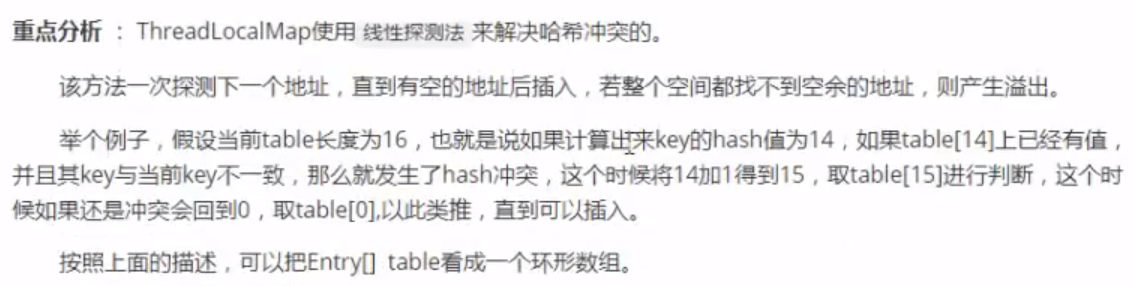 重点分析 ： ThreadLocalMap使用 线性探测法 来解决哈希冲突的。
该方法一次探测下一个地址，直到有空的地址后插入，若整个空间都找不到空余的地址，则产生溢出。
举个例子，假设当前table长度为16，也就是说如果计算出来key的hash值为14，如果table[14]上已经有值，
并且其key与当前key不一致，那么就发生了hash冲突，这个时候将14加1得到15，取table[15]进行判断，这个时
候如果还是冲突会回到0，取table[0],以此类推，直到可以插入。
按照上面的描述，可以把Entry[] table看成一个环形数组。